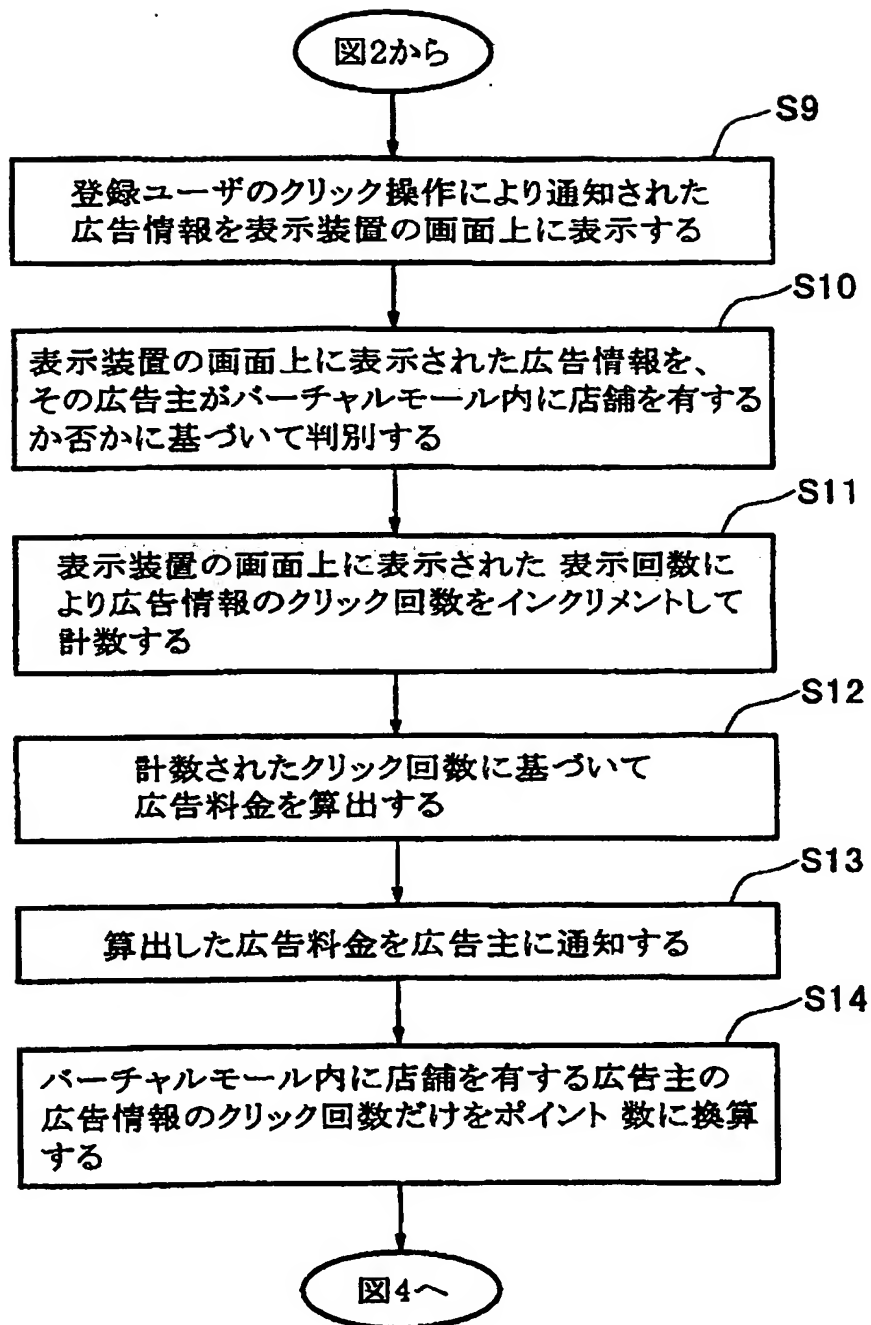 図2から
S9
登録ユーザのクリック操作により通知された
広告情報を表示装置の画面上に表示する
S10
表示装置の画面上に表示された広告情報を、
その広告主がバーチャルモール内に店舗を有する
か否かに基づいて判別する
S11
表示装置の画面上に表示された 表示回数に
より広告情報のクリック回数をインクリメントして
計数する
S12
計数されたクリック回数に基づいて
広告料金を算出する
S13
算出した広告料金を広告主に通知する
S14
バーチャルモール内に店舗を有する広告主の
広告情報のクリック回数だけをポイント 数に換算
する
図4へ